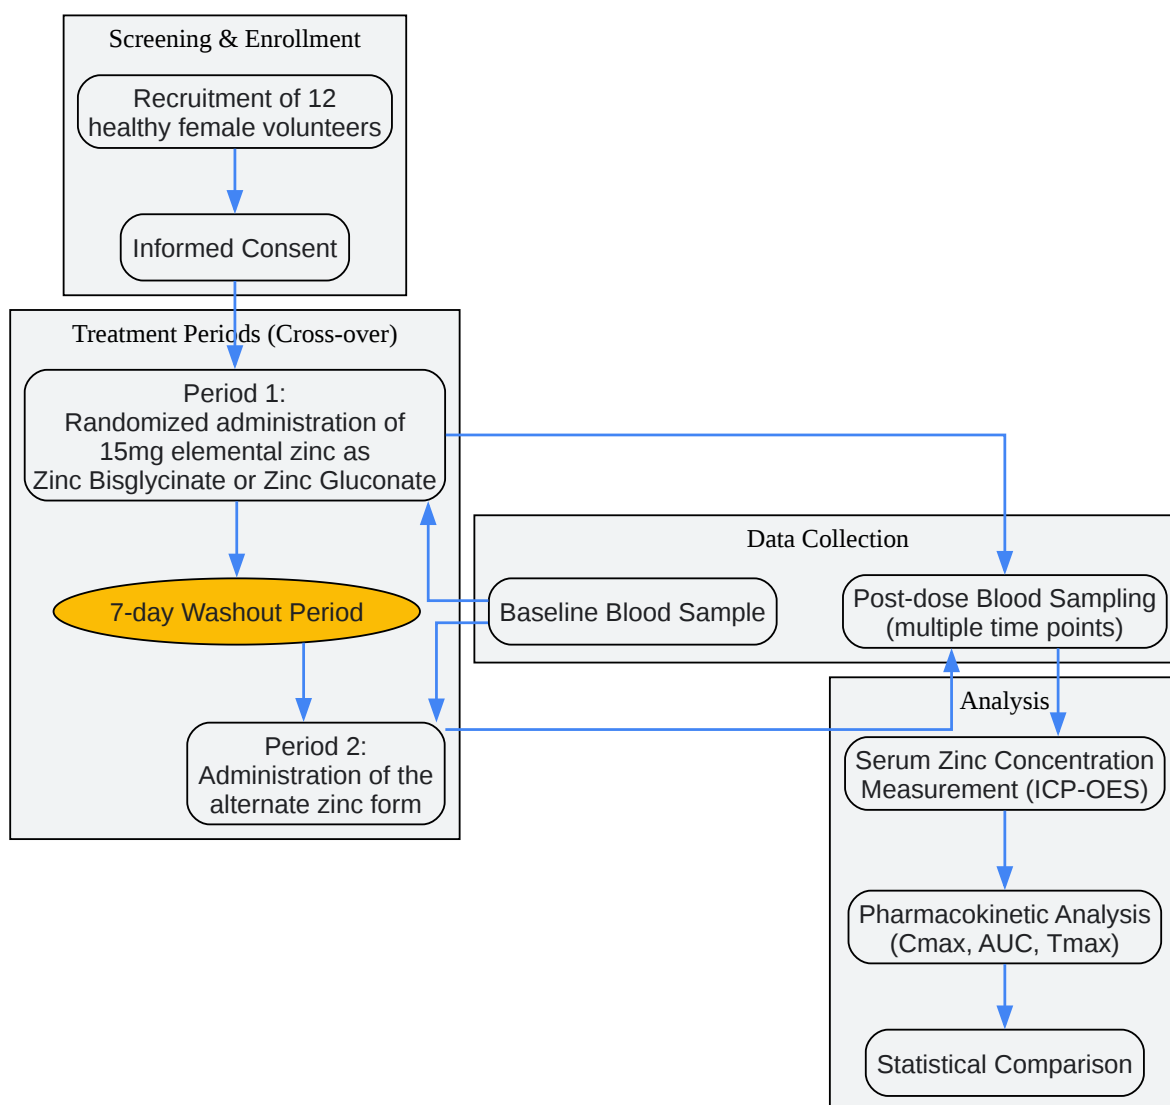 Screening & Enrollment
Recruitment of 12
healthy female volunteers
Informed Consent
Treatment Periods (Cross-over)
Period 1:
Randomized administration of
15mg elemental zinc as
Zinc Bisglycinate or Zinc Gluconate
7-day Washout Period
Period 2:
Administration of the
alternate zinc form
Data Collection
Baseline Blood Sample
Post-dose Blood Sampling
(multiple time points)
Analysis
Serum Zinc Concentration
Measurement (ICP-OES)
Pharmacokinetic Analysis
(Cmax, AUC, Tmax)
Statistical Comparison